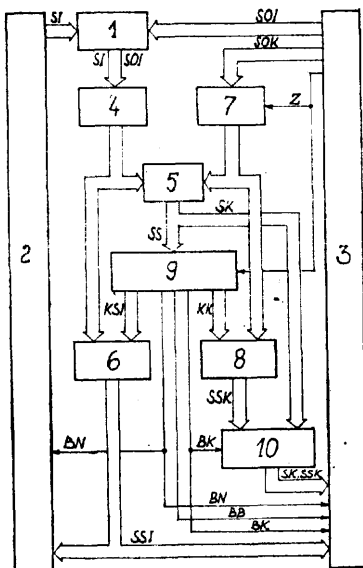 SI
1
SOI
SI
SOI
SOK
4
7
Z
5
SK
SS
2
3
9
KSI
KK
6
8
SSK
10
BN
BK
SK, SSK
BN
BB
BK
SSI